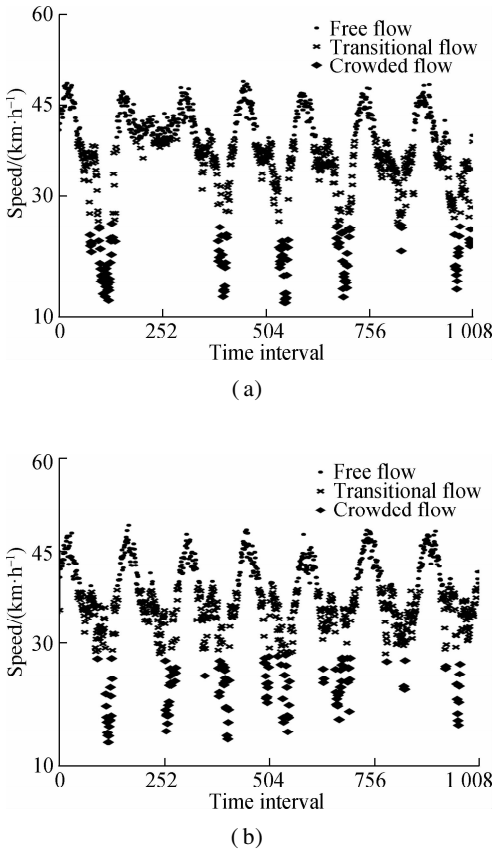 60
Free flow
Transitional flow
Crowded flow
45
30
10
Speed/(km·h⁻¹)
0 252 504 756 1 008
Time interval
(a)
60
Free flow
Transitional flow
Crowded flow
45
30
10
Speed/(km·h⁻¹)
0 252 504 756 1 008
Time interval
(b)